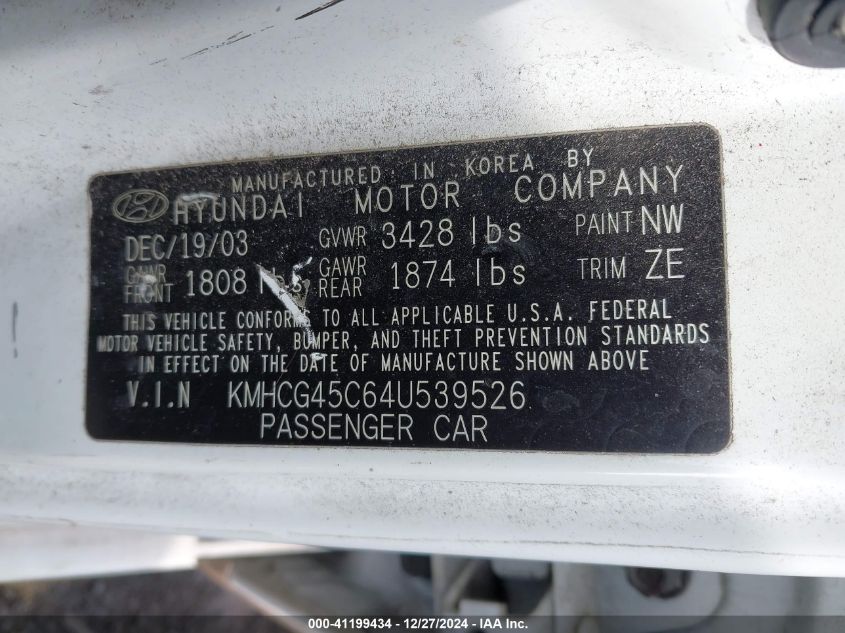 MANUFACTURED IN KOREA BY
HYUNDAI MOTOR COMPANY
DEC/19/03 GVWR 3428 lbs PAINT NW
GAWR FRONT 1808 lbs GAWR REAR 1874 lbs TRIM ZE
THIS VEHICLE CONFORMS TO ALL APPLICABLE U.S.A. FEDERAL
MOTOR VEHICLE SAFETY, BUMPER, AND THEFT PREVENTION STANDARDS
IN EFFECT ON THE DATE OF MANUFACTURE SHOWN ABOVE
V.I.N KMHCG45C64U539526
PASSENGER CAR
000-41199434 - 12/27/2024 - IAA Inc.